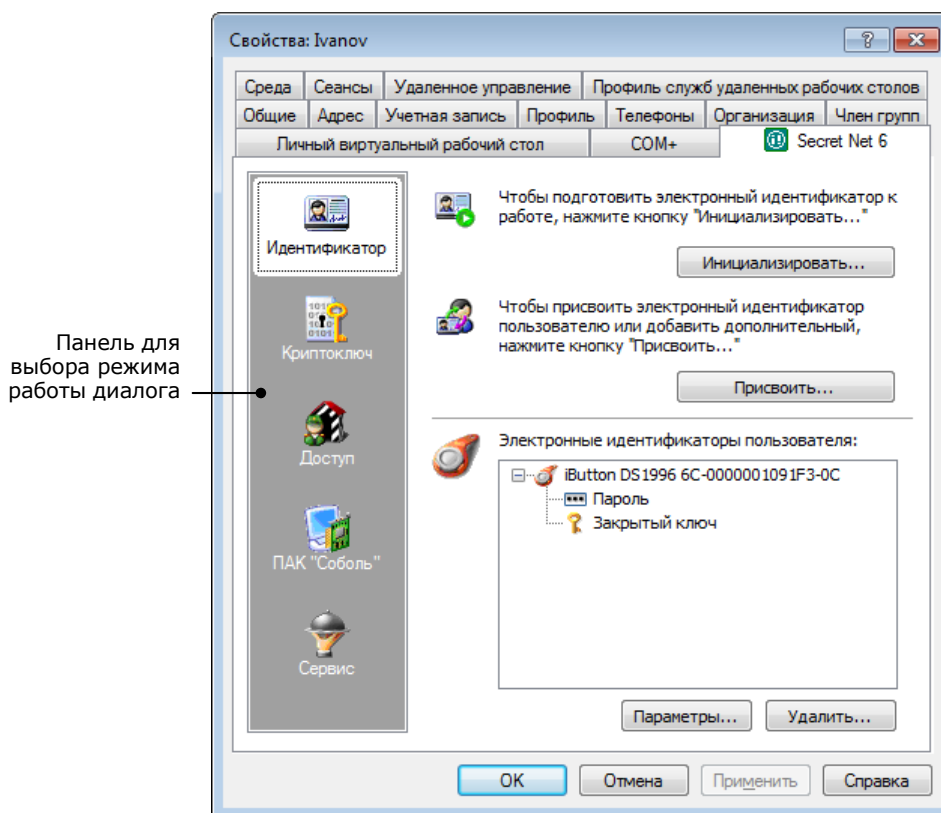 Свойства: Ivanov
Среда Сеансы Удаленное управление Профиль служб удаленных рабочих столов
Общие Адрес Учетная запись Профиль Телефоны Организация Член групп
Личный виртуальный рабочий стол COM+ Secret Net 6
Идентификатор
Криптоключ
Доступ
ПАК "Соболь"
Сервис
Панель для
выбора режима
работы диалога
Чтобы подготовить электронный идентификатор к
работе, нажмите кнопку "Инициализировать..."
Инициализировать...
Чтобы присвоить электронный идентификатор
пользователю или добавить дополнительный,
нажмите кнопку "Присвоить..."
Присвоить...
Электронные идентификаторы пользователя:
iButton DS1996 6C-0000001091F3-0C
Пароль
Закрытый ключ
Параметры... Удалить...
OK Отмена Применить Справка